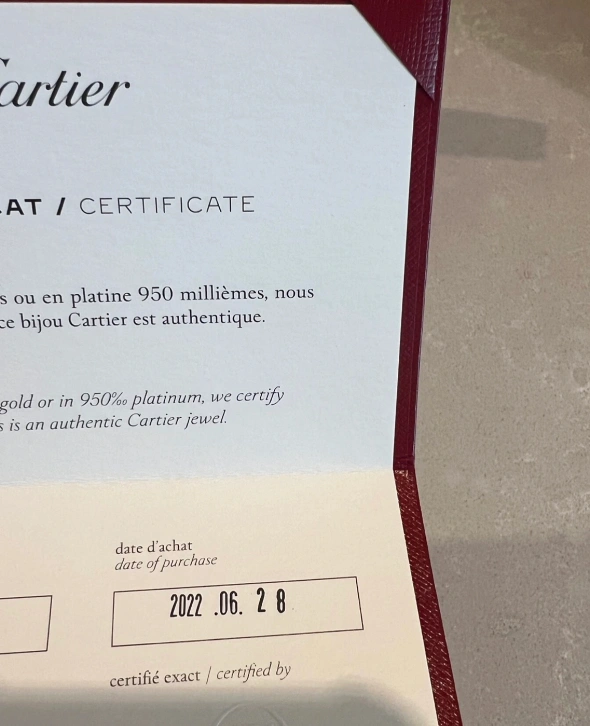 artier
AT / CERTIFICATE
s ou en platine 950 millièmes, nous
ce bijou Cartier est authentique.
gold or in 950‰ platinum, we certify
s is an authentic Cartier jewel.
date d'achat
date of purchase
2022 .06. 2 8
certifié exact / certified by